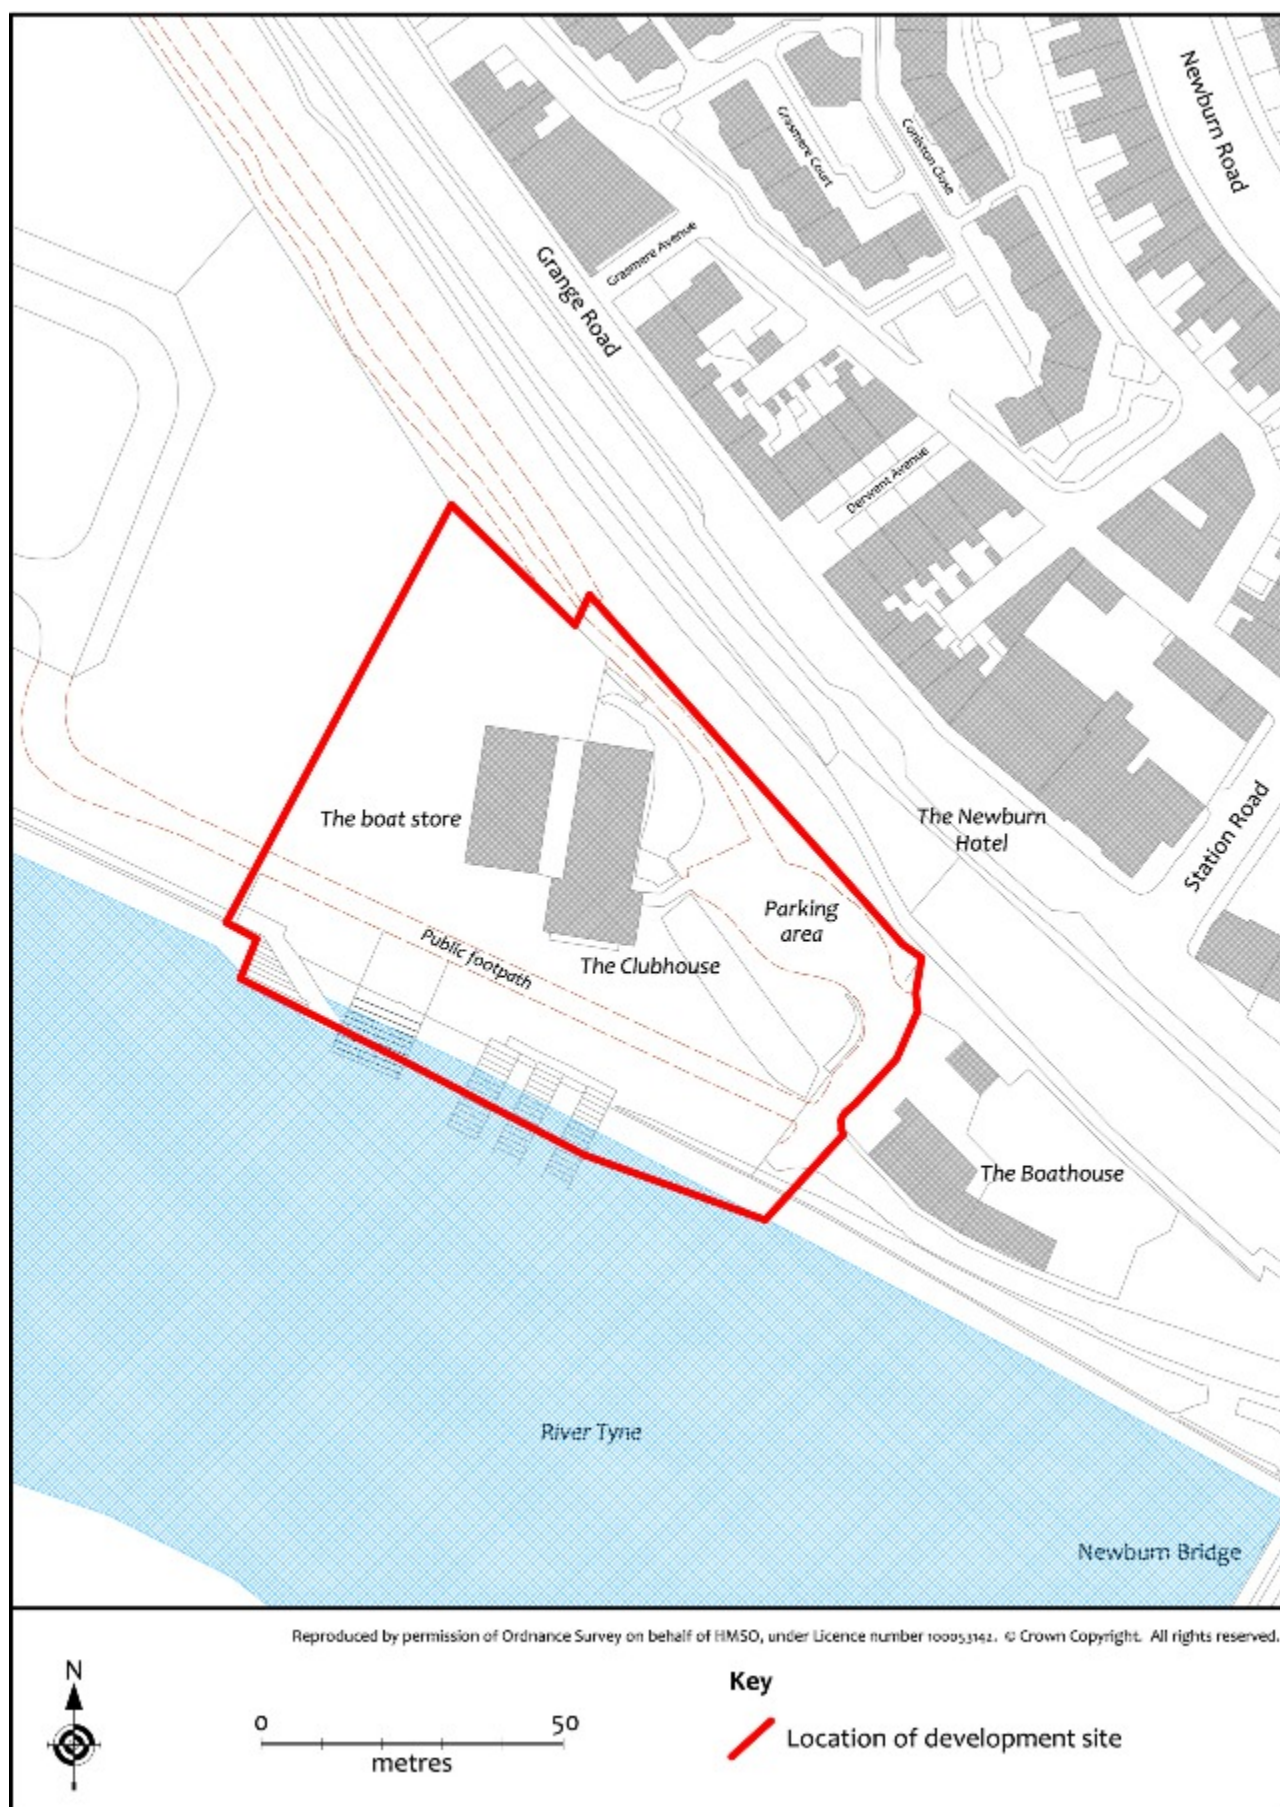 Newburn Road
Coniston Close
Grasmere Court
Grasmere Avenue
Grange Road
Derwent Avenue
The boat store
The Newburn
Hotel
Station Road
Parking
area
Public footpath
The Clubhouse
The Boathouse
River Tyne
Newburn Bridge
Reproduced by permission of Ordnance Survey on behalf of HMSO, under Licence number 100053142. © Crown Copyright. All rights reserved.
N
Key
0 50
metres
Location of development site